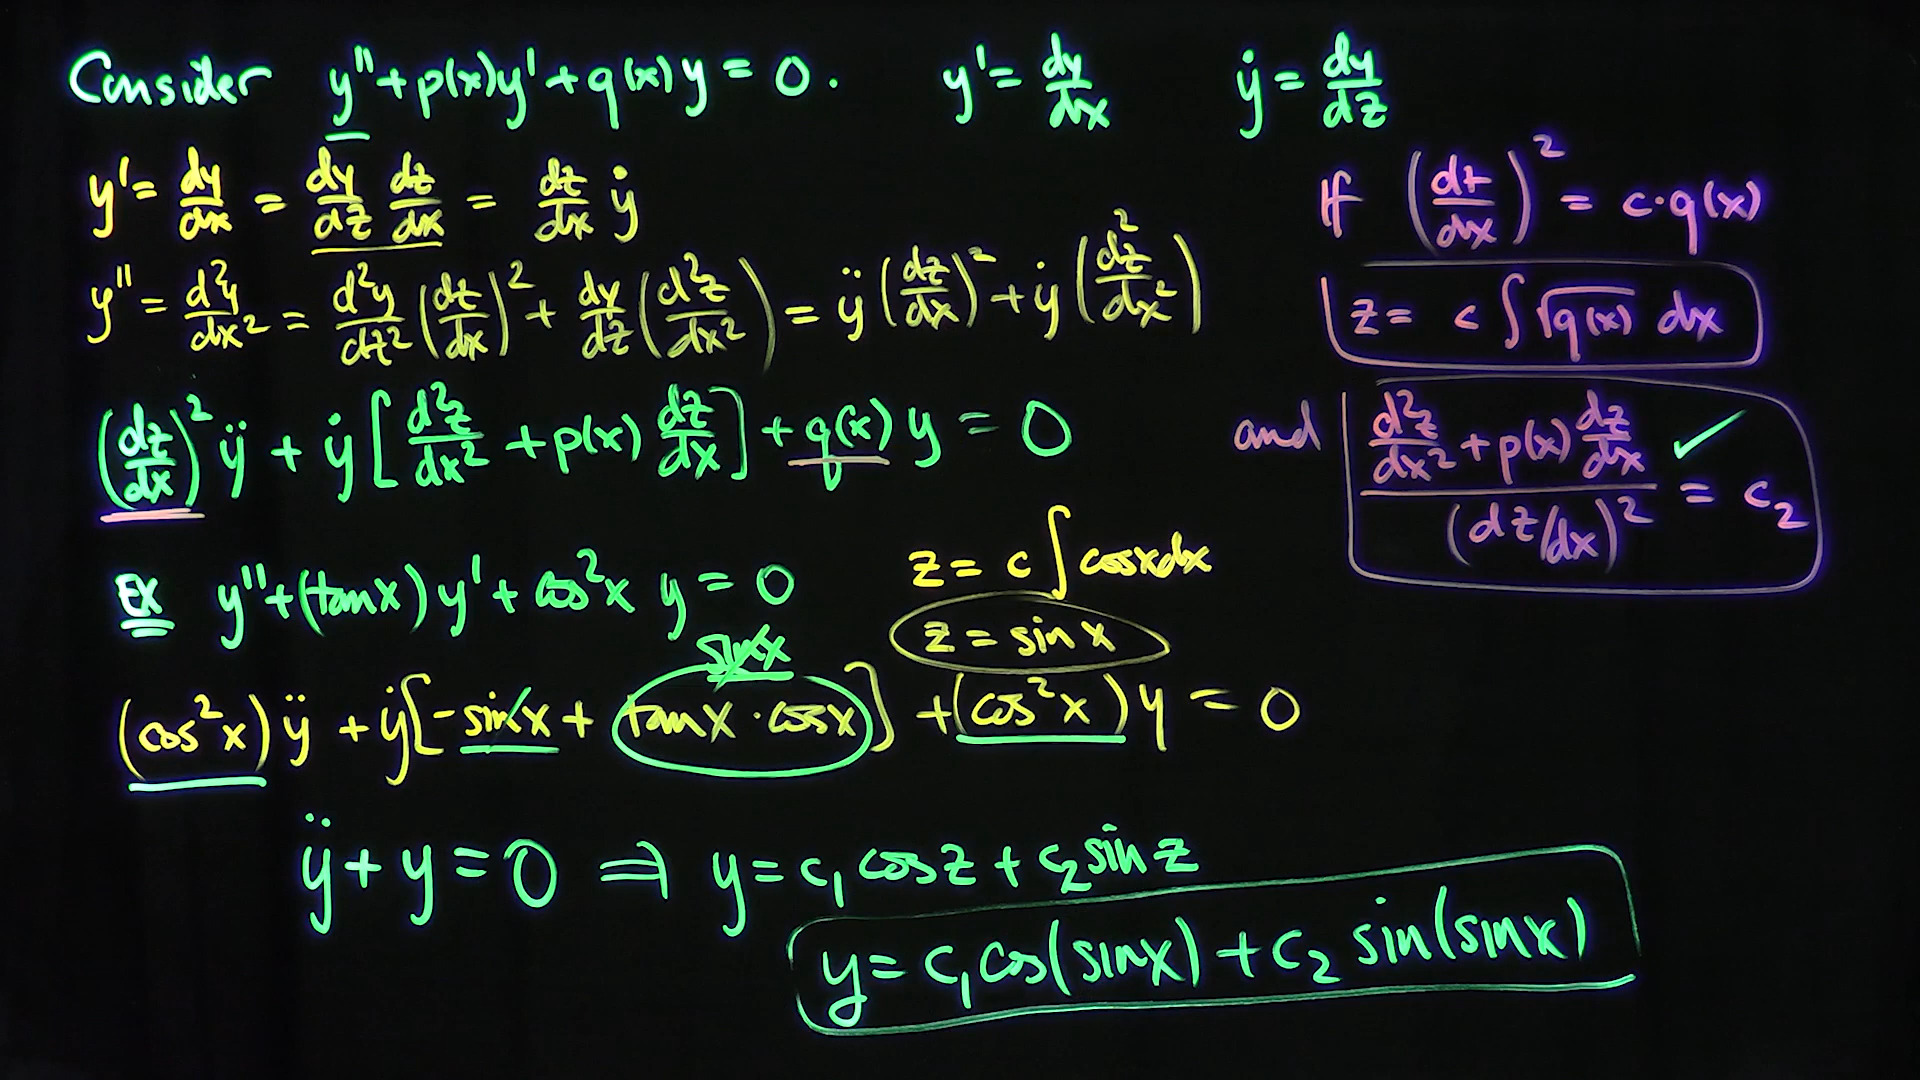 Consider y'' + p(x)y' + q(x)y = 0. y' = dy/dx ẏ = dy/dz
y' = dy/dx = dy/dz dz/dx = dz/dx ẏ
If (dz/dx)² = c·q(x)
y'' = d²y/dx² = d²y/dz² (dz/dx)² + dy/dz (d²z/dx²) = ÿ (dz/dx)² + ẏ (d²z/dx²)
z = c ∫ √q(x) dx
(dz/dx)² ÿ + ẏ [d²z/dx² + p(x) dz/dx] + q(x) y = 0
and (d²z/dx² + p(x) dz/dx) / (dz/dx)² = c₂ ✓
EX y'' + (tanx) y' + cos²x y = 0
z = c ∫ cosx dx
z = sin x
sinx
(cos²x) ÿ + ẏ [-sinx + tanx · cosx] + (cos²x) y = 0
ÿ + y = 0 ⇒ y = c₁ cos z + c₂ sin z
y = c₁ cos(sinx) + c₂ sin(sinx)